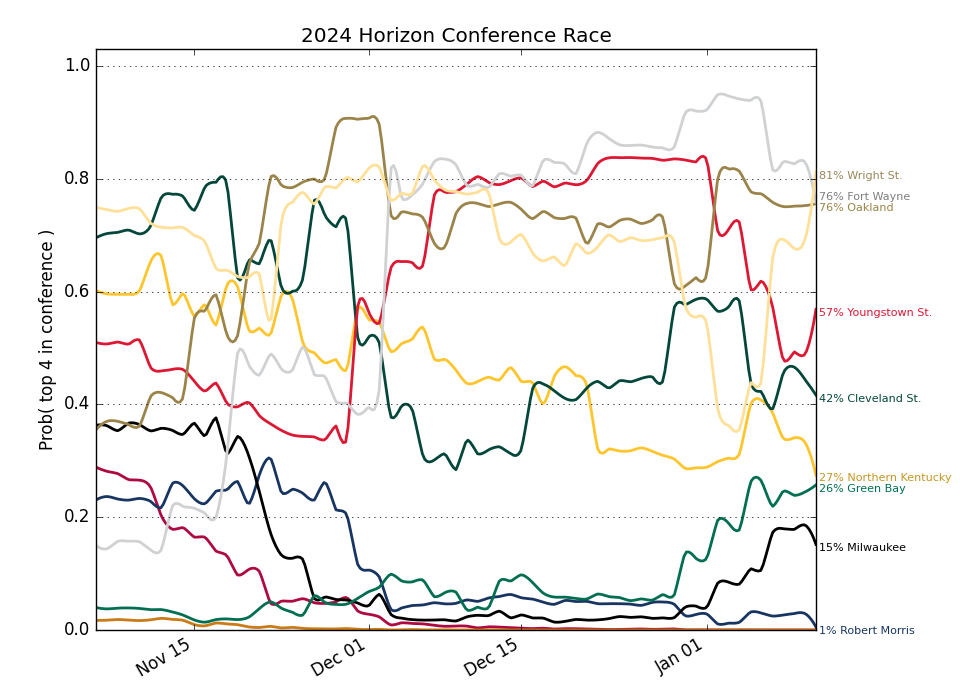 2024 Horizon Conference Race
Prob( top 4 in conference )
1.0
0.8
0.6
0.4
0.2
0.0
Nov 15
Dec 01
Dec 15
Jan 01
81% Wright St.
76% Fort Wayne
76% Oakland
57% Youngstown St.
42% Cleveland St.
27% Northern Kentucky
26% Green Bay
15% Milwaukee
1% Robert Morris